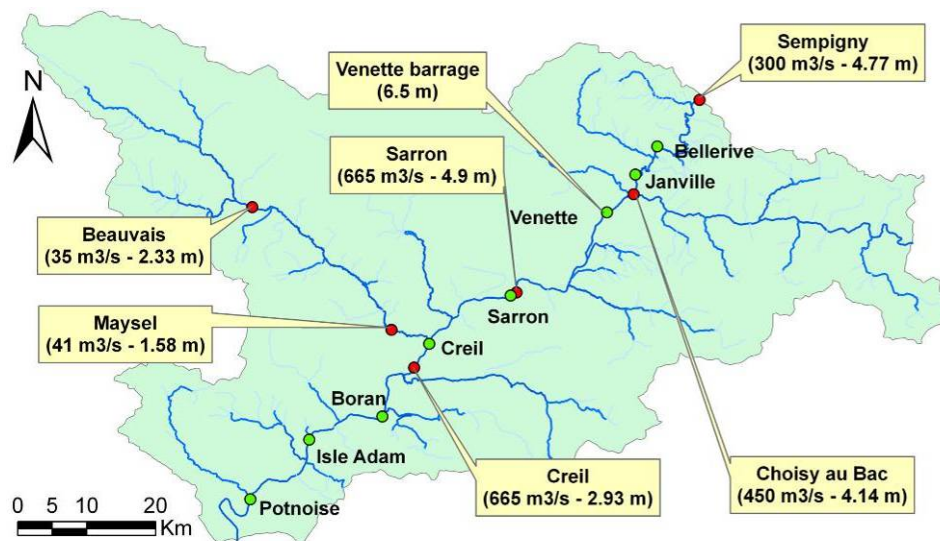 Sempigny
(300 m3/s - 4.77 m)
Venette barrage
(6.5 m)
N
Sarron
(665 m3/s - 4.9 m)
Bellerive
Janville
Venette
Beauvais
(35 m3/s - 2.33 m)
Sarron
Maysel
(41 m3/s - 1.58 m)
Creil
Boran
Isle Adam
Creil
(665 m3/s - 2.93 m)
Choisy au Bac
(450 m3/s - 4.14 m)
Potnoise
0 5 10 20
Km